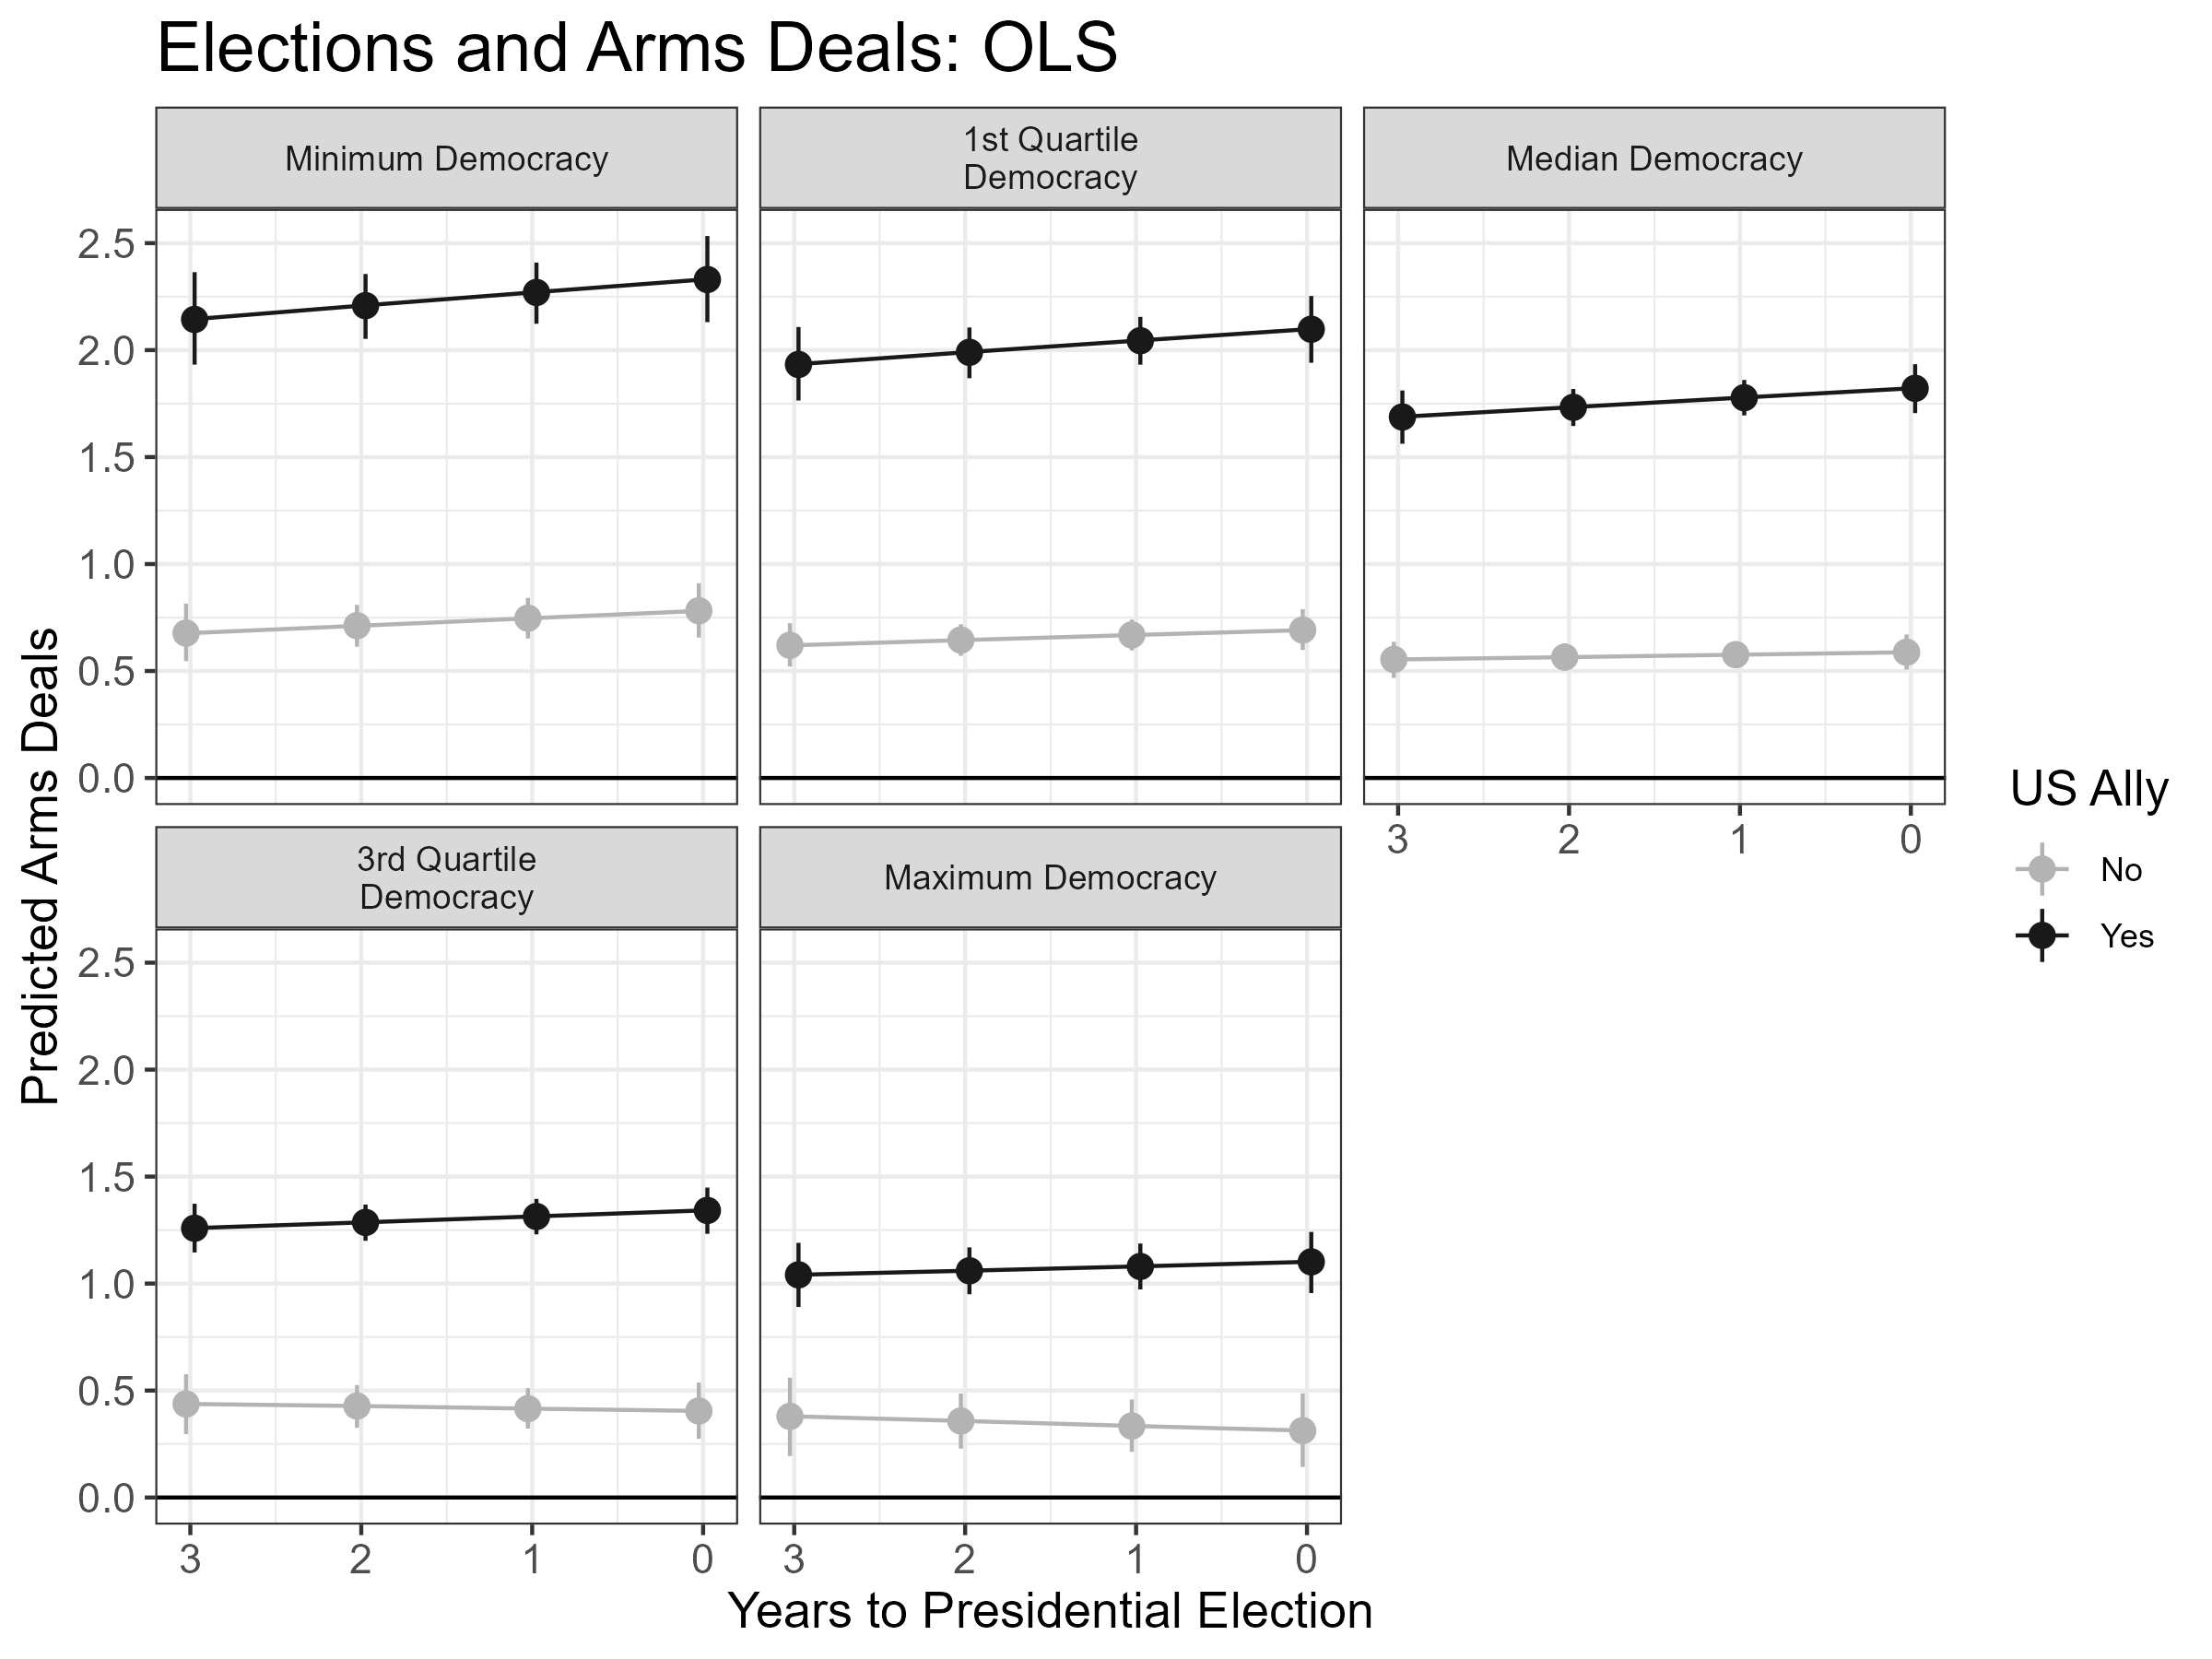 Elections and Arms Deals: OLS
Minimum Democracy
1st Quartile
Democracy
Median Democracy
2.5
2.0
1.5
1.0
0.5
0.0
3 2 1 0
3rd Quartile
Democracy
Maximum Democracy
2.5
2.0
1.5
1.0
0.5
0.0
3 2 1 0
3 2 1 0
Years to Presidential Election
Predicted Arms Deals
US Ally
No
Yes